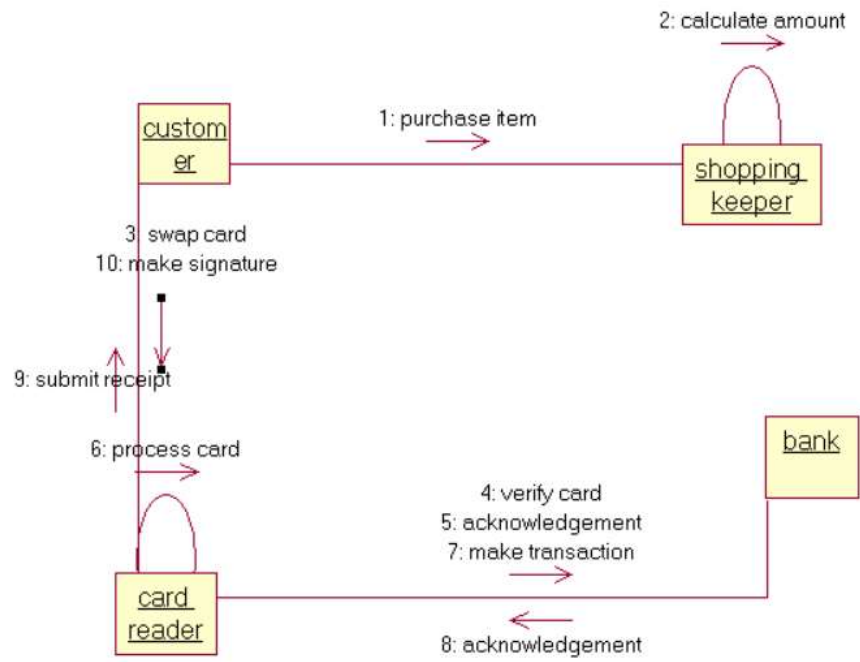 2: calculate amount
custom
er
1: purchase item
shopping
keeper
3: swap card
10: make signature
9: submit receipt
6: process card
bank
4: verify card
5: acknowledgement
7: make transaction
card
reader
8: acknowledgement